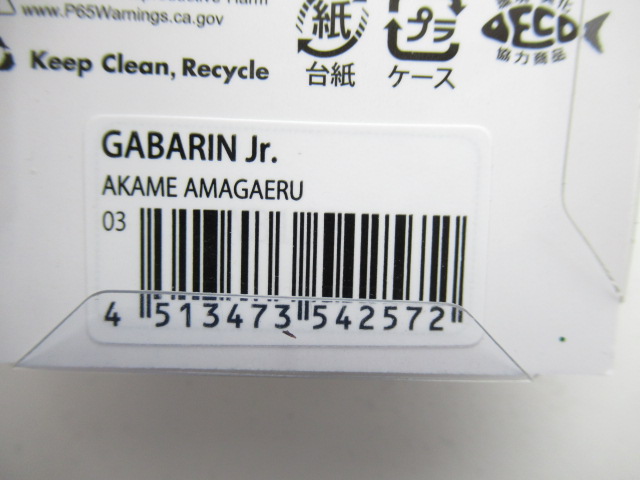 www.P65Warnings.ca.gov
Keep Clean, Recycle
紙
台紙
プラ
ケース
DECO
協力商品
GABARIN Jr.
AKAME AMAGAERU
03
4 513473 542572